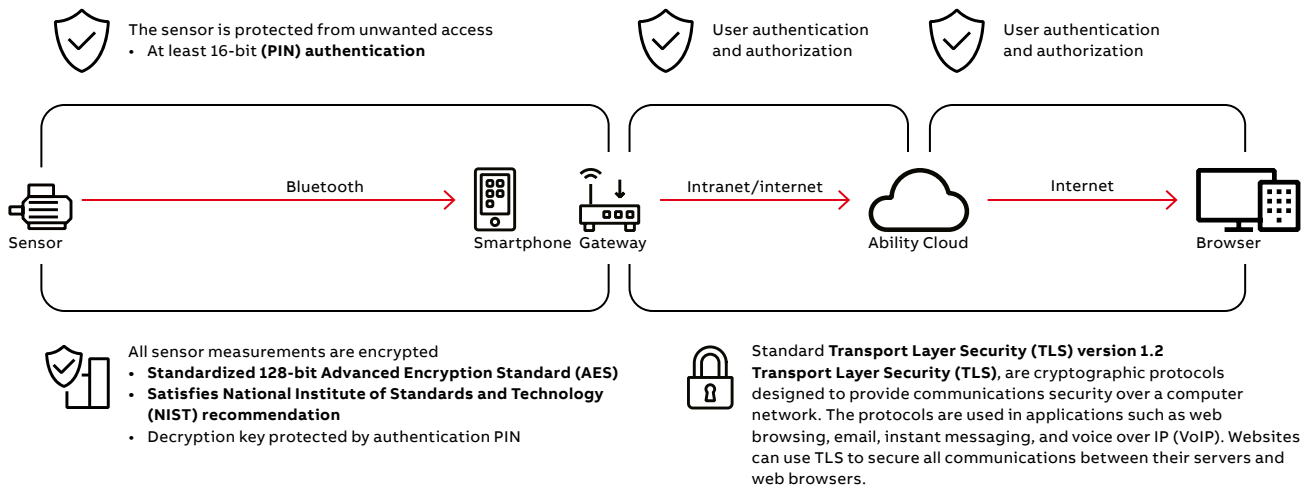 The sensor is protected from unwanted access
• At least 16-bit (PIN) authentication
User authentication
and authorization
User authentication
and authorization
Bluetooth
Intranet/internet
Internet
Sensor
Smartphone
Gateway
Ability Cloud
Browser
All sensor measurements are encrypted
• Standardized 128-bit Advanced Encryption Standard (AES)
• Satisfies National Institute of Standards and Technology
(NIST) recommendation
• Decryption key protected by authentication PIN
Standard Transport Layer Security (TLS) version 1.2
Transport Layer Security (TLS), are cryptographic protocols
designed to provide communications security over a computer
network. The protocols are used in applications such as web
browsing, email, instant messaging, and voice over IP (VoIP). Websites
can use TLS to secure all communications between their servers and
web browsers.